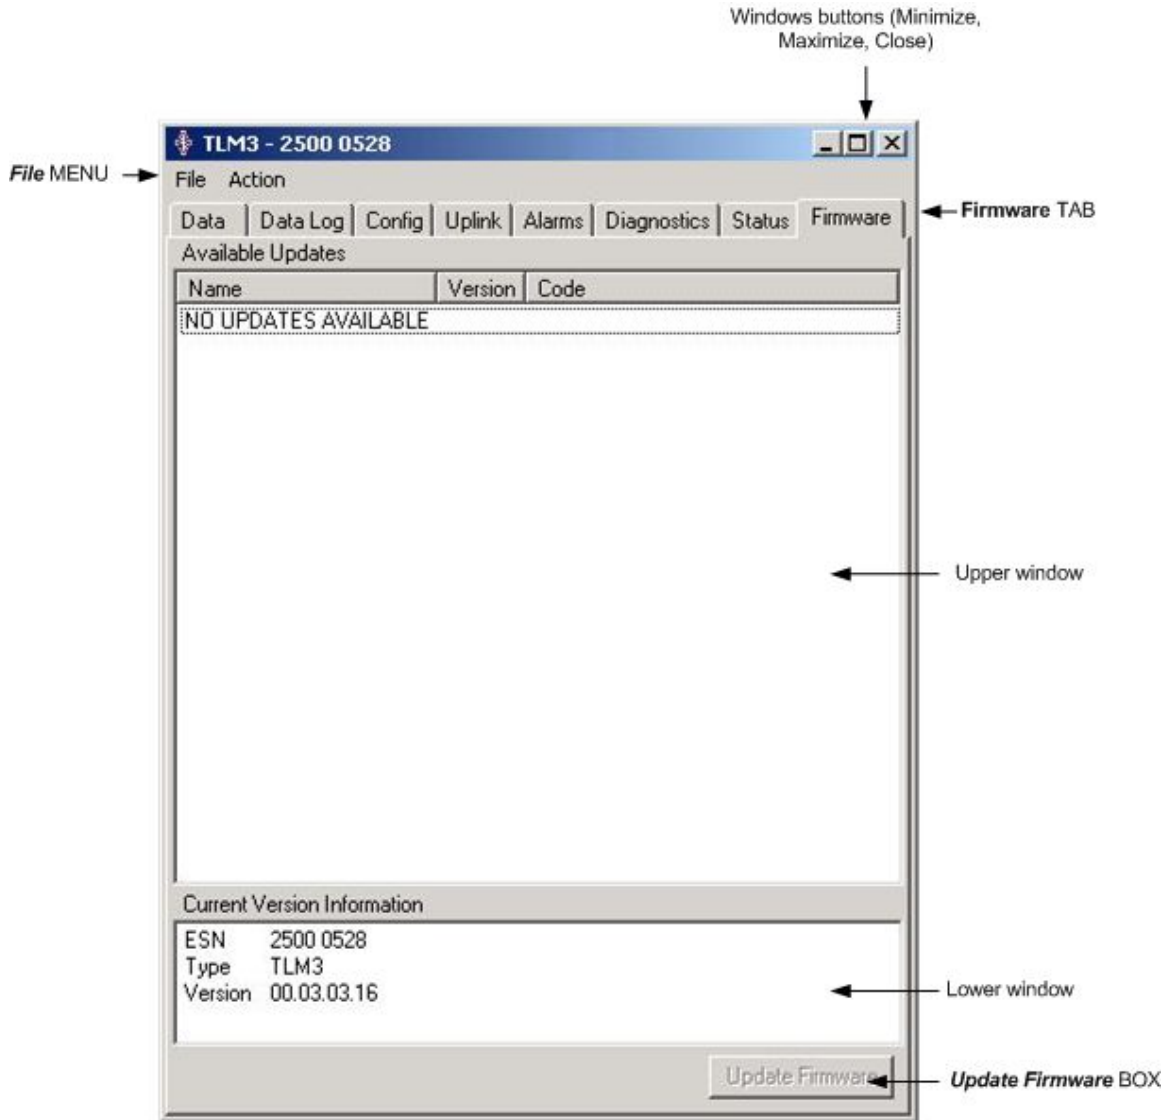 Windows buttons (Minimize,
Maximize, Close)
TLM3 - 2500 0528
File MENU
File Action
Data Data Log Config Uplink Alarms Diagnostics Status Firmware
Firmware TAB
Available Updates
Name Version Code
NO UPDATES AVAILABLE
Upper window
Current Version Information
ESN 2500 0528
Type TLM3
Version 00.03.03.16
Lower window
Update Firmware
Update Firmware BOX